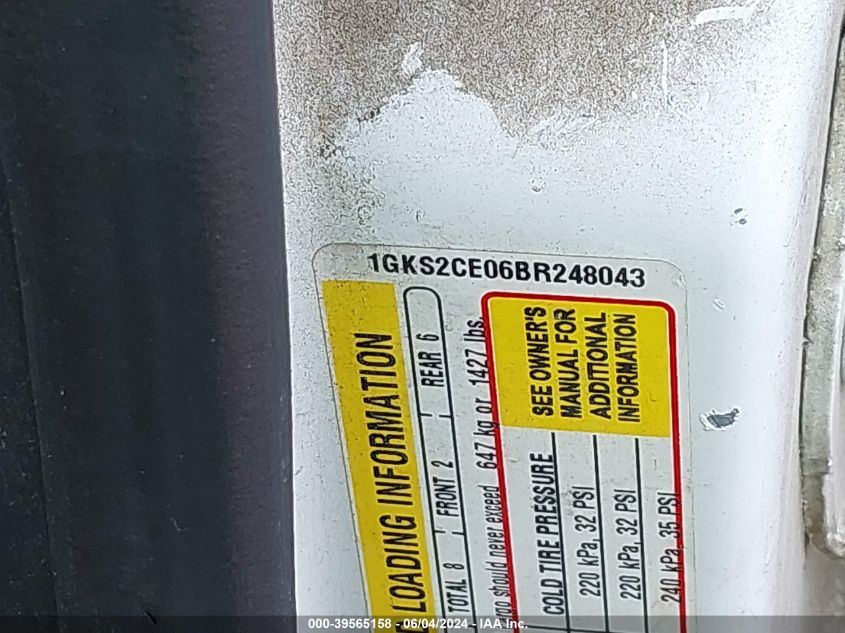 1GKS2CE06BR248043
LOADING INFORMATION
TOTAL 8 FRONT 2 REAR 6
should never exceed 647 kg or 1427 lbs.
COLD TIRE PRESSURE
220 kPa, 32 PSI
220 kPa, 32 PSI
240 kPa, 35 PSI
SEE OWNER'S
MANUAL FOR
ADDITIONAL
INFORMATION
000-39565158 - 06/04/2024 - IAA Inc.